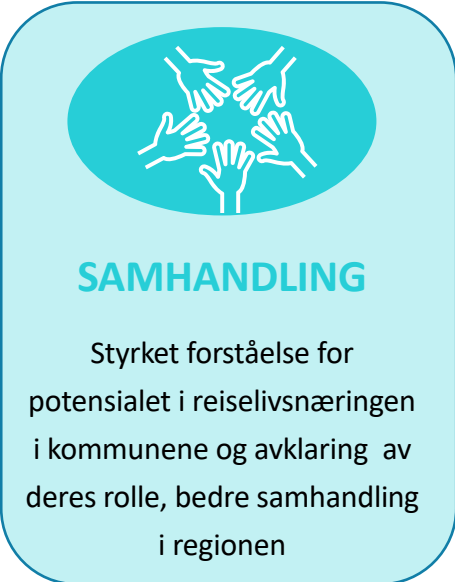 SAMHANDLING
Styrket forståelse for
potensialet i reiselivsnæringen
i kommunene og avklaring  av
deres rolle, bedre samhandling
i regionen